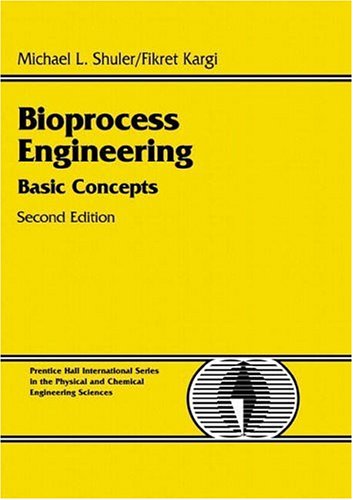 Michael L. Shuler/Fikret Kargi
Bioprocess
Engineering
Basic Concepts
Second Edition
Prentice Hall International Series
in the Physical and Chemical
Engineering Sciences